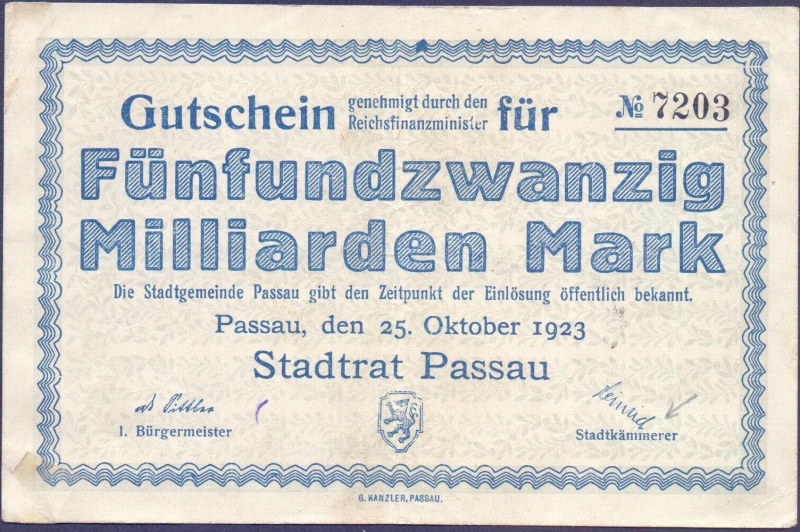 Gutschein genehmigt durch den Reichsfinanzminister für № 7203
Fünfundzwanzig
Milliarden Mark
Die Stadtgemeinde Passau gibt den Zeitpunkt der Einlösung öffentlich bekannt.
Passau, den 25. Oktober 1923
Stadtrat Passau
I. Bürgermeister
Stadtkämmerer
G. KANZLER, PASSAU.